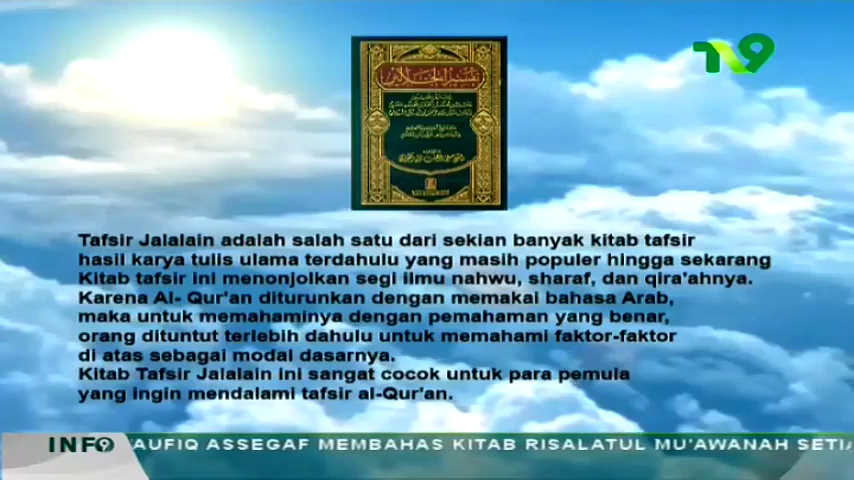 TV9
تفسير الجلالين
Tafsir Jalalain adalah salah satu dari sekian banyak kitab tafsir
hasil karya tulis ulama terdahulu yang masih populer hingga sekarang
Kitab tafsir ini menonjolkan segi ilmu nahwu, sharaf, dan qira'ahnya.
Karena Al- Qur'an diturunkan dengan memakai bahasa Arab,
maka untuk memahaminya dengan pemahaman yang benar,
orang dituntut terlebih dahulu untuk memahami faktor-faktor
di atas sebagai modal dasarnya.
Kitab Tafsir Jalalain ini sangat cocok untuk para pemula
yang ingin mendalami tafsir al-Qur'an.
INFO9 AUFIQ ASSEGAF MEMBAHAS KITAB RISALATUL MU'AWANAH SETIA